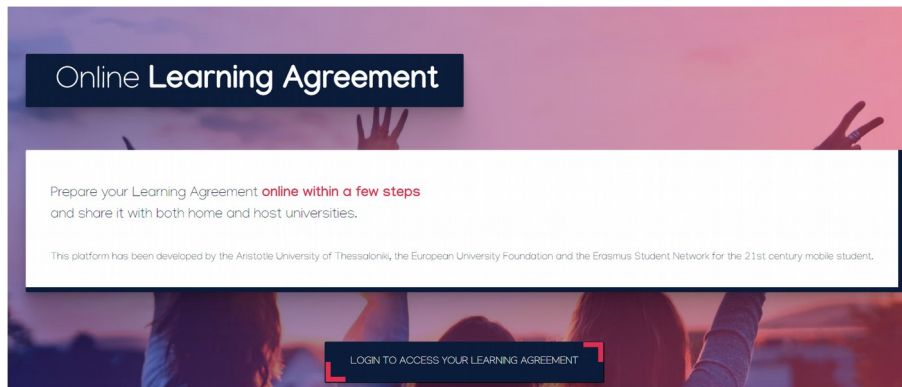 Online Learning Agreement
Prepare your Learning Agreement online within a few steps
and share it with both home and host universities.
This platform has been developed by the Aristotle University of Thessaloniki, the European University Foundation and the Erasmus Student Network for the 21st century mobile student.
LOGIN TO ACCESS YOUR LEARNING AGREEMENT